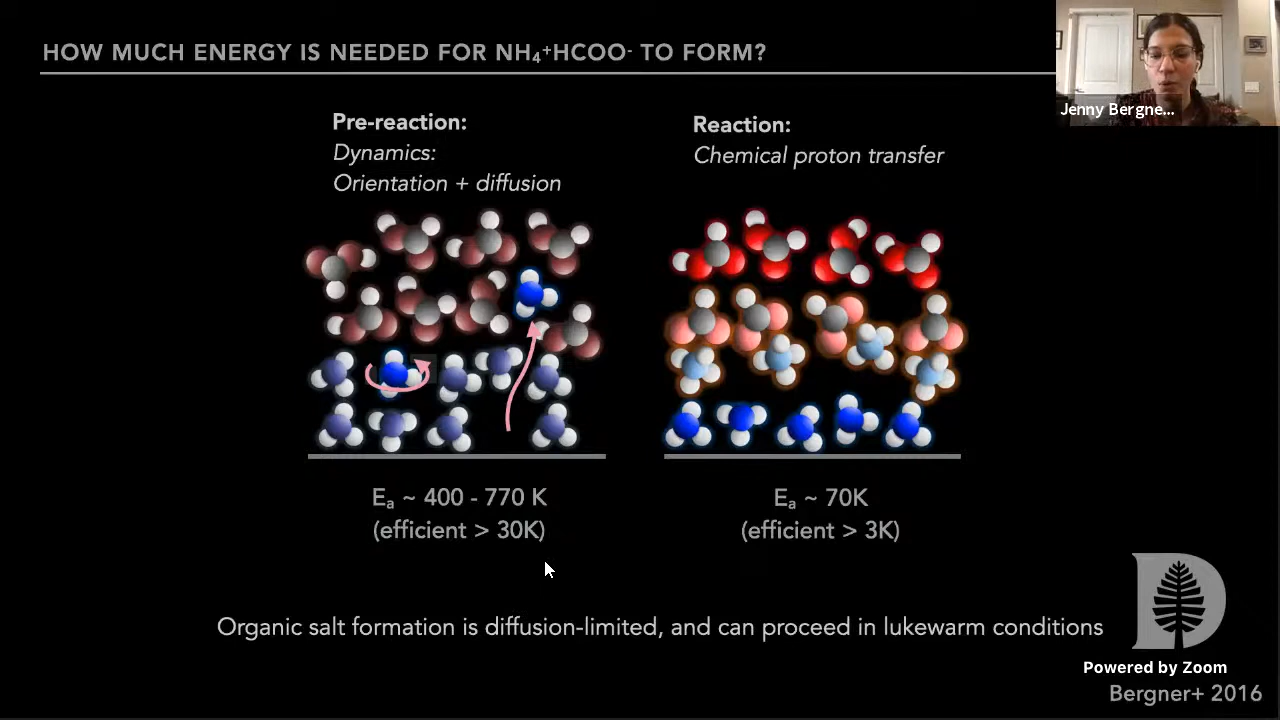 HOW MUCH ENERGY IS NEEDED FOR NH₄⁺HCOO⁻ TO FORM?
Jenny Bergne...
Pre-reaction:
Dynamics:
Orientation + diffusion
Reaction:
Chemical proton transfer
Eₐ ~ 400 - 770 K
(efficient > 30K)
Eₐ ~ 70K
(efficient > 3K)
Organic salt formation is diffusion-limited, and can proceed in lukewarm conditions
D
Powered by Zoom
Bergner+ 2016